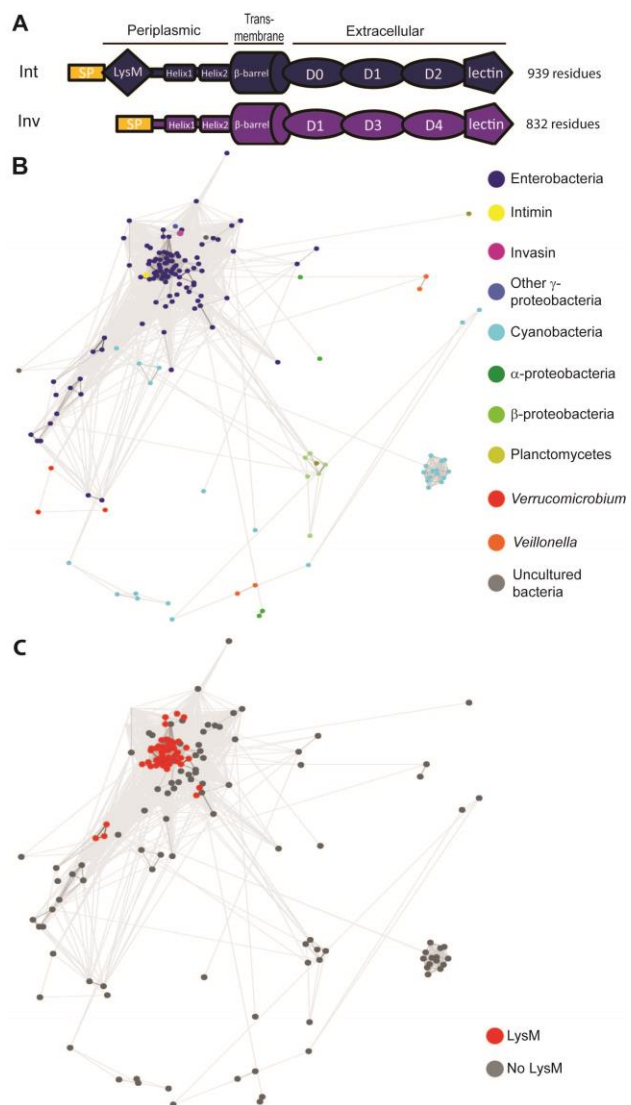 A
Periplasmic
Trans-
membrane
Extracellular
Int
SP
LysM
Helix1
Helix2
β-barrel
D0
D1
D2
lectin
939 residues
Inv
SP
Helix1
Helix2
β-barrel
D1
D3
D4
lectin
832 residues
B
Enterobacteria
Intimin
Invasin
Other γ-
proteobacteria
Cyanobacteria
α-proteobacteria
β-proteobacteria
Planctomycetes
Verrucomicrobium
Veillonella
Uncultured
bacteria
C
LysM
No LysM